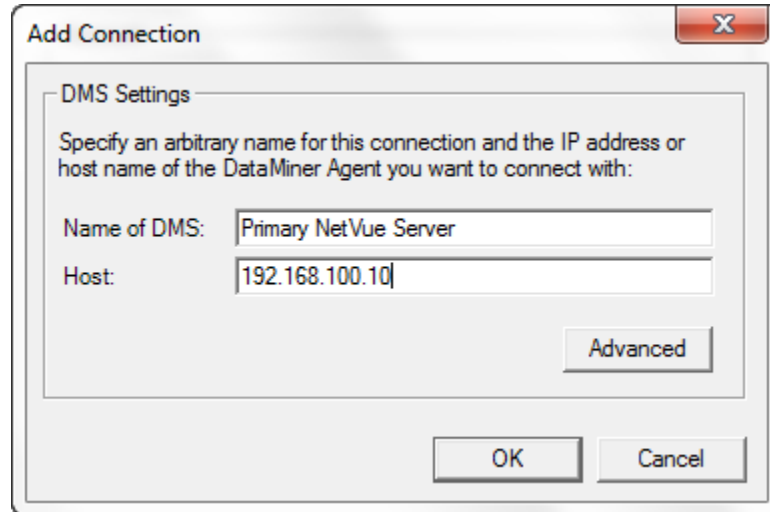 Add Connection
DMS Settings
Specify an arbitrary name for this connection and the IP address or
host name of the DataMiner Agent you want to connect with:
Name of DMS: Primary NetVue Server
Host: 192.168.100.10
Advanced
OK Cancel